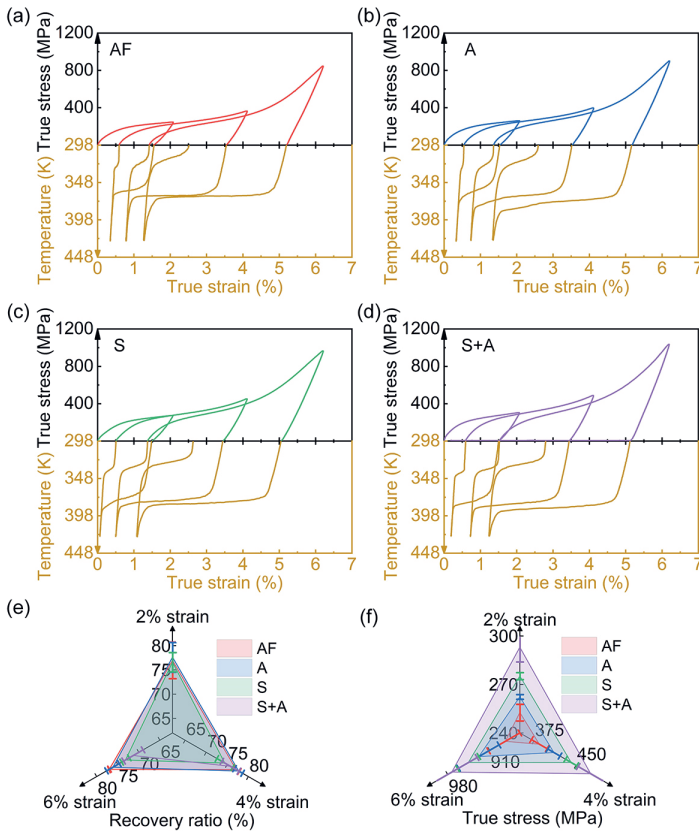 (a)
AF
True stress (MPa)
1200
800
400
298
348
398
448
Temperature (K)
0 1 2 3 4 5 6 7
True strain (%)
(b)
A
True stress (MPa)
1200
800
400
298
348
398
448
Temperature (K)
0 1 2 3 4 5 6 7
True strain (%)
(c)
S
True stress (MPa)
1200
800
400
298
348
398
448
Temperature (K)
0 1 2 3 4 5 6 7
True strain (%)
(d)
S+A
True stress (MPa)
1200
800
400
298
348
398
448
Temperature (K)
0 1 2 3 4 5 6 7
True strain (%)
(e)
2% strain
80
75
70
65
65
65
70
70
75
75
80
80
AF
A
S
S+A
6% strain
4% strain
Recovery ratio (%)
(f)
2% strain
300
270
240
375
450
910
980
AF
A
S
S+A
6% strain
4% strain
True stress (MPa)